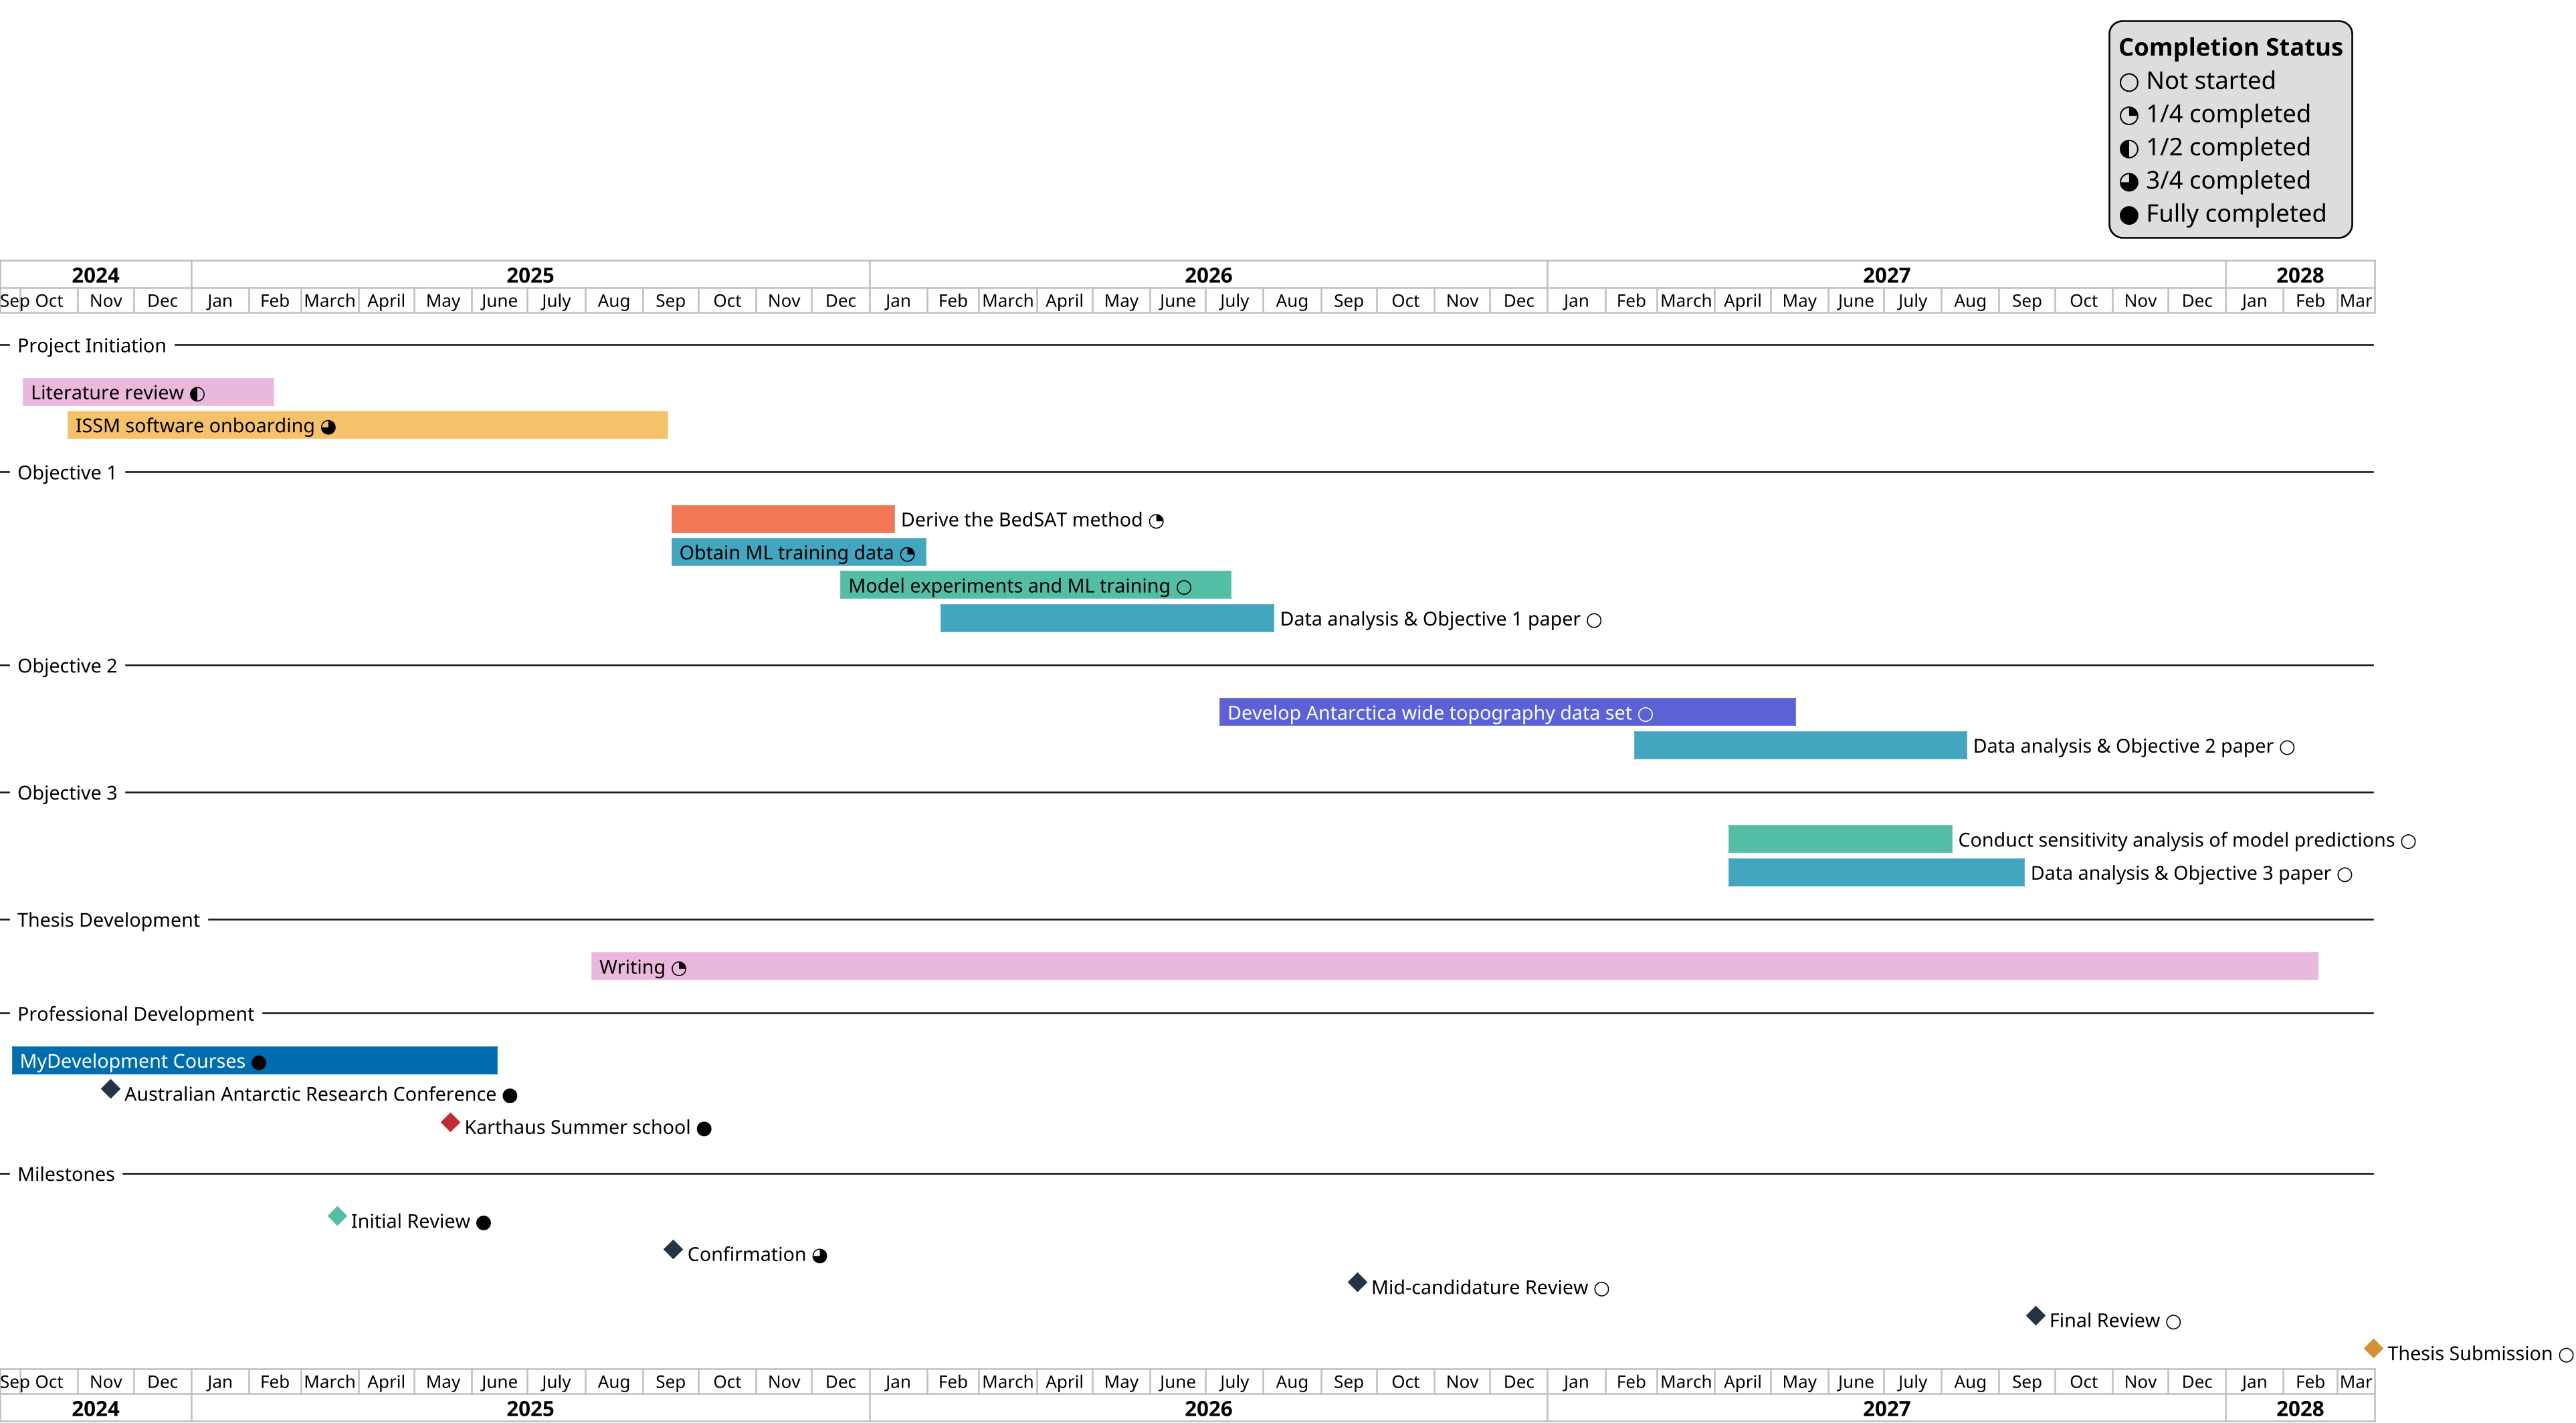 Completion Status
○ Not started
◔ 1/4 completed
◐ 1/2 completed
◕ 3/4 completed
● Fully completed
2024 2025 2026 2027 2028
Sep Oct Nov Dec Jan Feb March April May June July Aug Sep Oct Nov Dec Jan Feb March April May June July Aug Sep Oct Nov Dec Jan Feb March April May June July Aug Sep Oct Nov Dec Jan Feb Mar
Project Initiation
Literature review ◐
ISSM software onboarding ◕
Objective 1
Derive the BedSAT method ◔
Obtain ML training data ◔
Model experiments and ML training ○
Data analysis & Objective 1 paper ○
Objective 2
Develop Antarctica wide topography data set ○
Data analysis & Objective 2 paper ○
Objective 3
Conduct sensitivity analysis of model predictions ○
Data analysis & Objective 3 paper ○
Thesis Development
Writing ◔
Professional Development
MyDevelopment Courses ●
Australian Antarctic Research Conference ●
Karthaus Summer school ●
Milestones
Initial Review ●
Confirmation ◕
Mid-candidature Review ○
Final Review ○
Thesis Submission ○
Sep Oct Nov Dec Jan Feb March April May June July Aug Sep Oct Nov Dec Jan Feb March April May June July Aug Sep Oct Nov Dec Jan Feb March April May June July Aug Sep Oct Nov Dec Jan Feb Mar
2024 2025 2026 2027 2028